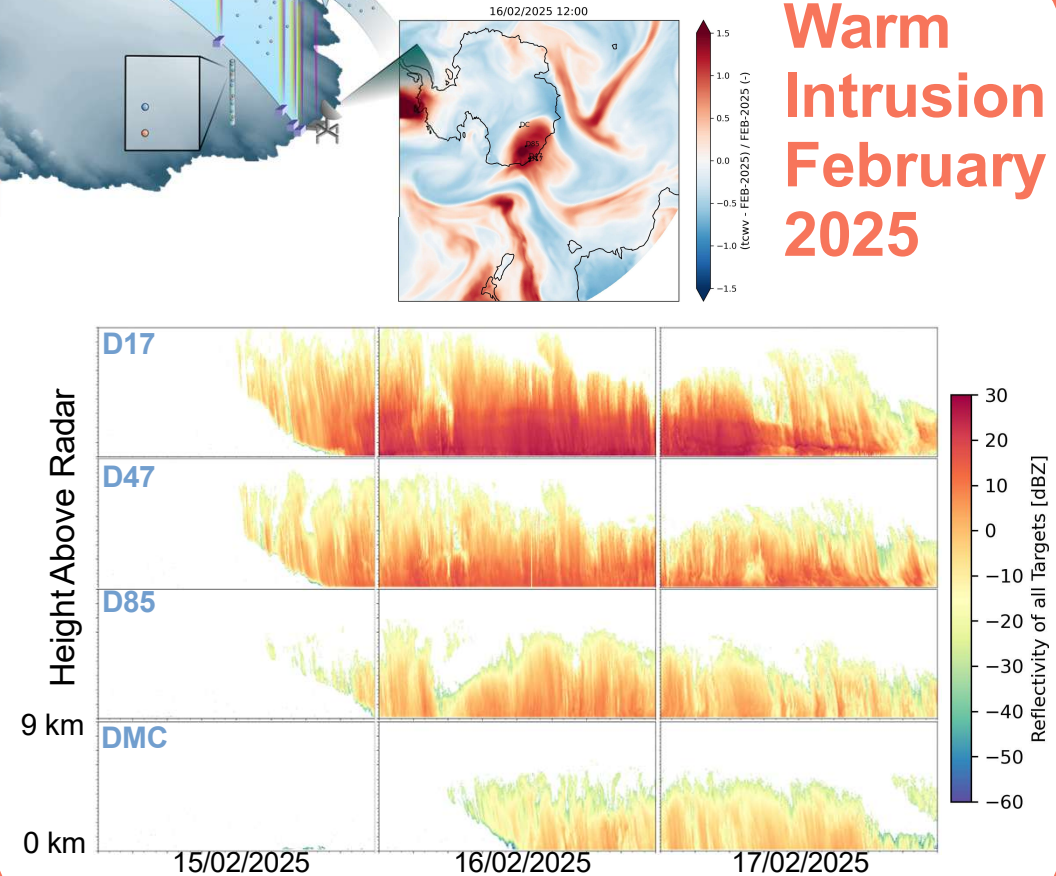 16/02/2025 12:00
Warm
Intrusion
February
2025
1.5
1.0
0.5
0.0
−0.5
−1.0
−1.5
(tcwv - FEB-2025) / FEB-2025 (-)
DC
D85
D17
D47
D85
DMC
Height Above Radar
9 km
0 km
15/02/2025
16/02/2025
17/02/2025
30
20
10
0
−10
−20
−30
−40
−50
−60
Reflectivity of all Targets [dBZ]